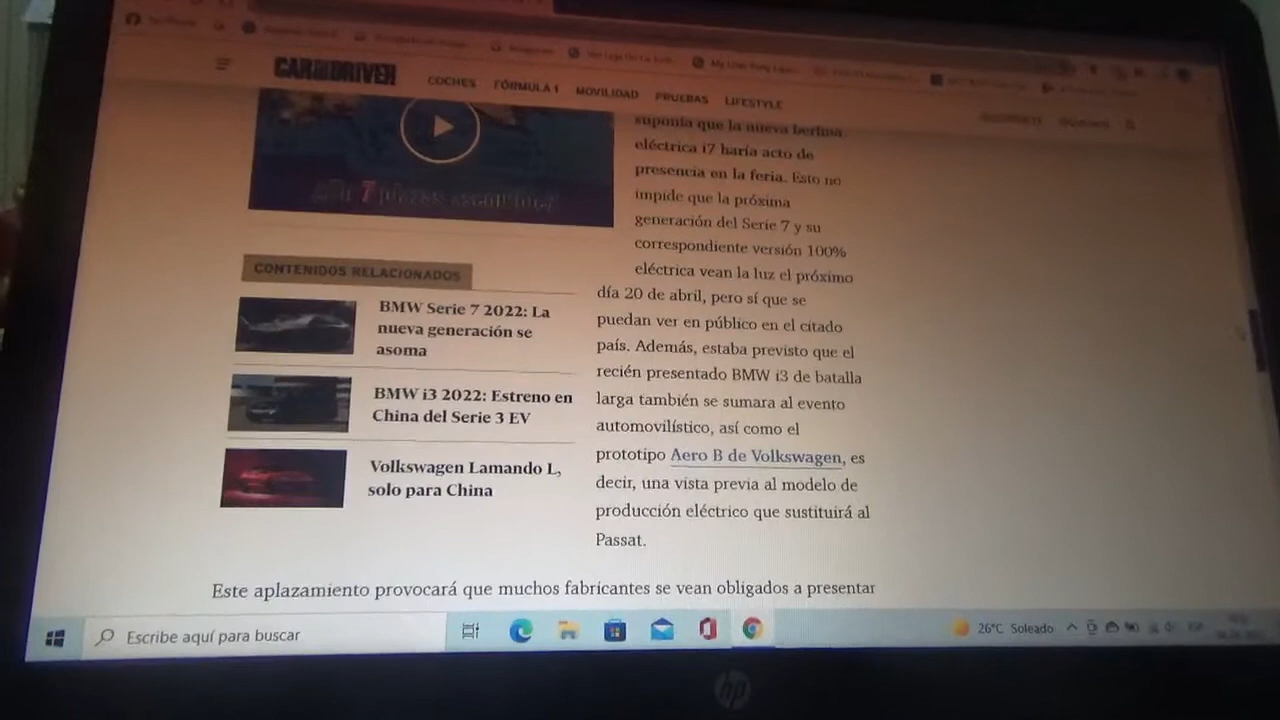 CAR AND DRIVER
COCHES FÓRMULA 1 MOVILIDAD PRUEBAS LIFESTYLE
suponía que la nueva berlina
eléctrica i7 haría acto de
presencia en la feria. Esto no
impide que la próxima
generación del Serie 7 y su
correspondiente versión 100%
eléctrica vean la luz el próximo
día 20 de abril, pero sí que se
puedan ver en público en el citado
país. Además, estaba previsto que el
recién presentado BMW i3 de batalla
larga también se sumara al evento
automovilístico, así como el
prototipo Aero B de Volkswagen, es
decir, una vista previa al modelo de
producción eléctrico que sustituirá al
Passat.
CONTENIDOS RELACIONADOS
BMW Serie 7 2022: La
nueva generación se
asoma
BMW i3 2022: Estreno en
China del Serie 3 EV
Volkswagen Lamando L,
solo para China
Este aplazamiento provocará que muchos fabricantes se vean obligados a presentar
Escribe aquí para buscar
26°C Soleado
hp